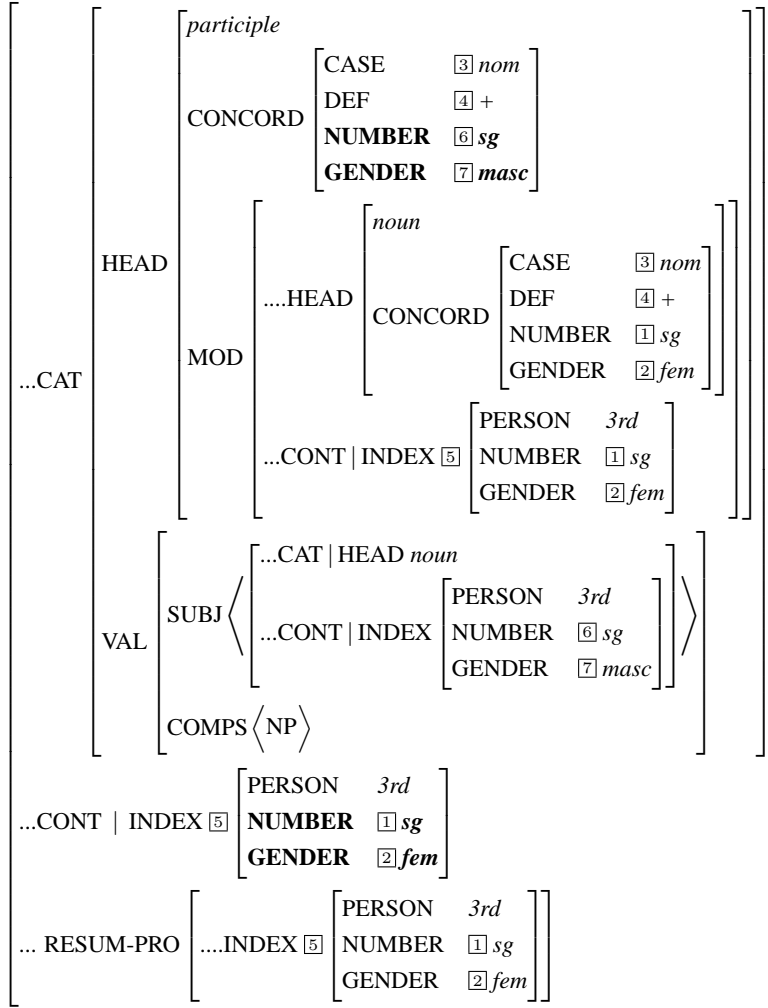 participle
CASE 3 nom
DEF 4 +
CONCORD
NUMBER 6 sg
GENDER 7 masc
noun
HEAD
CASE 3 nom
....HEAD
DEF 4 +
CONCORD
NUMBER 1 sg
MOD
GENDER 2 fem
...CAT
PERSON 3rd
...CONT | INDEX 5 NUMBER 1 sg
GENDER 2 fem
...CAT | HEAD noun
SUBJ
PERSON 3rd
...CONT | INDEX NUMBER 6 sg
VAL
GENDER 7 masc
COMPS ⟨NP⟩
PERSON 3rd
...CONT | INDEX 5 NUMBER 1 sg
GENDER 2 fem
PERSON 3rd
... RESUM-PRO ....INDEX 5 NUMBER 1 sg
GENDER 2 fem